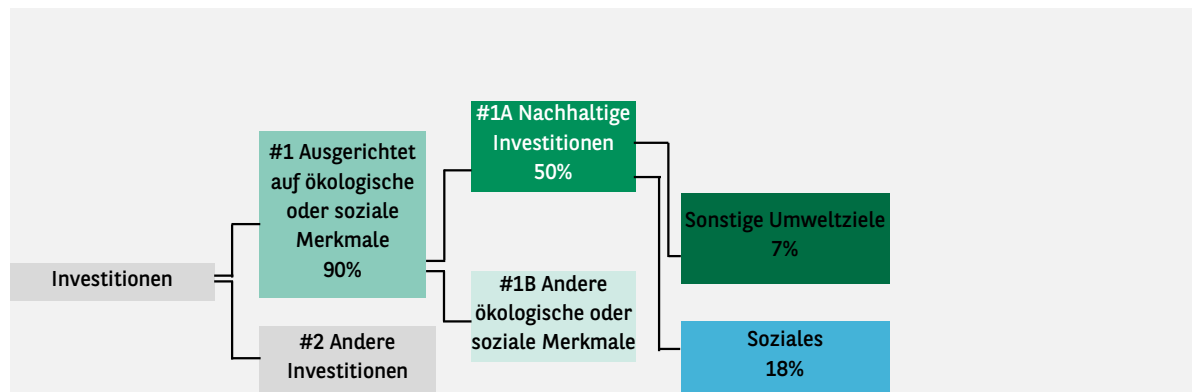 Investitionen
#1 Ausgerichtet
auf ökologische
oder soziale
Merkmale
90%
#2 Andere
Investitionen
#1A Nachhaltige
Investitionen
50%
#1B Andere
ökologische oder
soziale Merkmale
Sonstige Umweltziele
7%
Soziales
18%